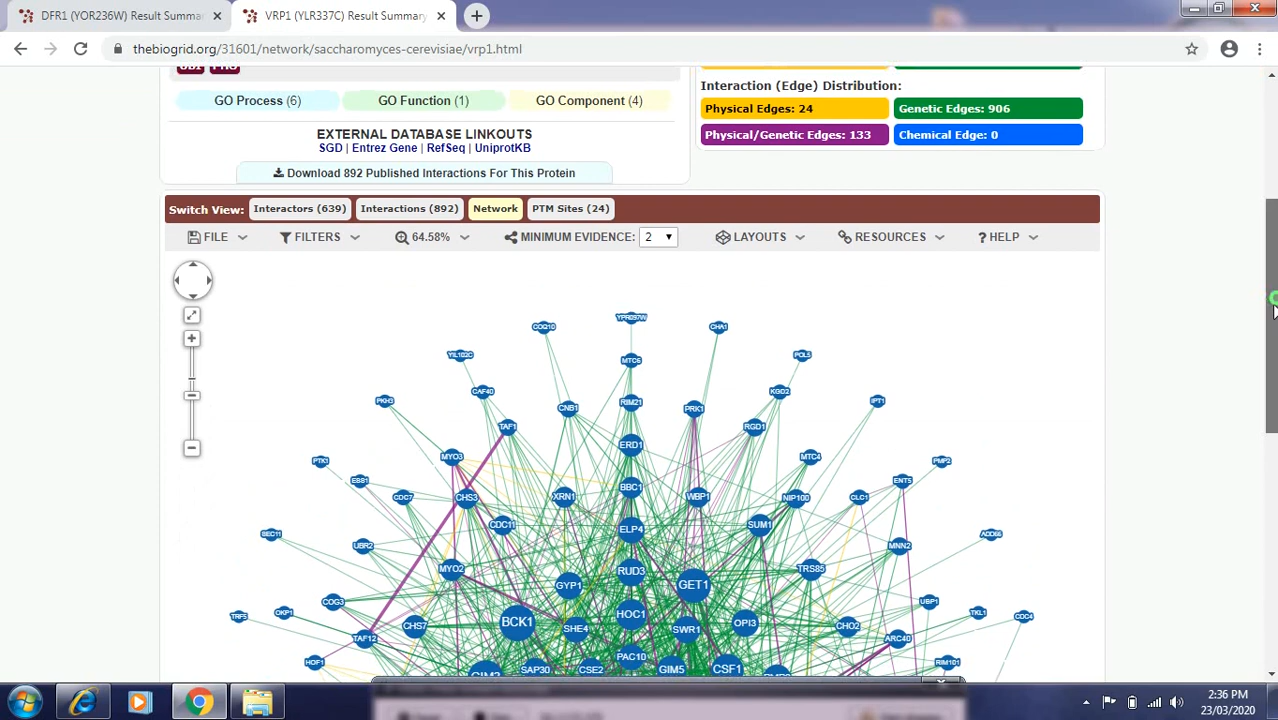 DFR1 (YOR236W) Result Summa
VRP1 (YLR337C) Result Summary
thebiogrid.org/31601/network/saccharomyces-cerevisiae/vrp1.html
GO Process (6) GO Function (1) GO Component (4)
EXTERNAL DATABASE LINKOUTS
SGD | Entrez Gene | RefSeq | UniprotKB
Download 892 Published Interactions For This Protein
Interaction (Edge) Distribution:
Physical Edges: 24 Genetic Edges: 906
Physical/Genetic Edges: 133 Chemical Edge: 0
Switch View: Interactors (639) Interactions (892) Network PTM Sites (24)
FILE FILTERS 64.58% MINIMUM EVIDENCE: 2 LAYOUTS RESOURCES ? HELP
YPR097W
COQ10 CHA1
YIL102C MTC6 POL5
CAF40 KGD2
PKH3 CNB1 RIM21 PRK1 IPT1
TAF1 RGD1
ERD1
MYO3 MTC4
PTK1 PMP2
EBS1 BBC1 ENT5
CDC7 CHS3 XRN1 WBP1 NIP100 CLC1
CDC11 ELP4 SUM1
SEC11 ADD66
UBR2 MNN2
MYO2 RUD3 TRS85
GYP1 GET1
COG3 UBP1
TRF5 OKP1 HOC1 TKL1 CDC4
CHS7 BCK1 SHE4 SWR1 OPI3 CHO2
TAF12 ARC40
HOF1 PAC10 RIM101
SAP30 CSE2 GIM5 CSF1
2:36 PM
23/03/2020